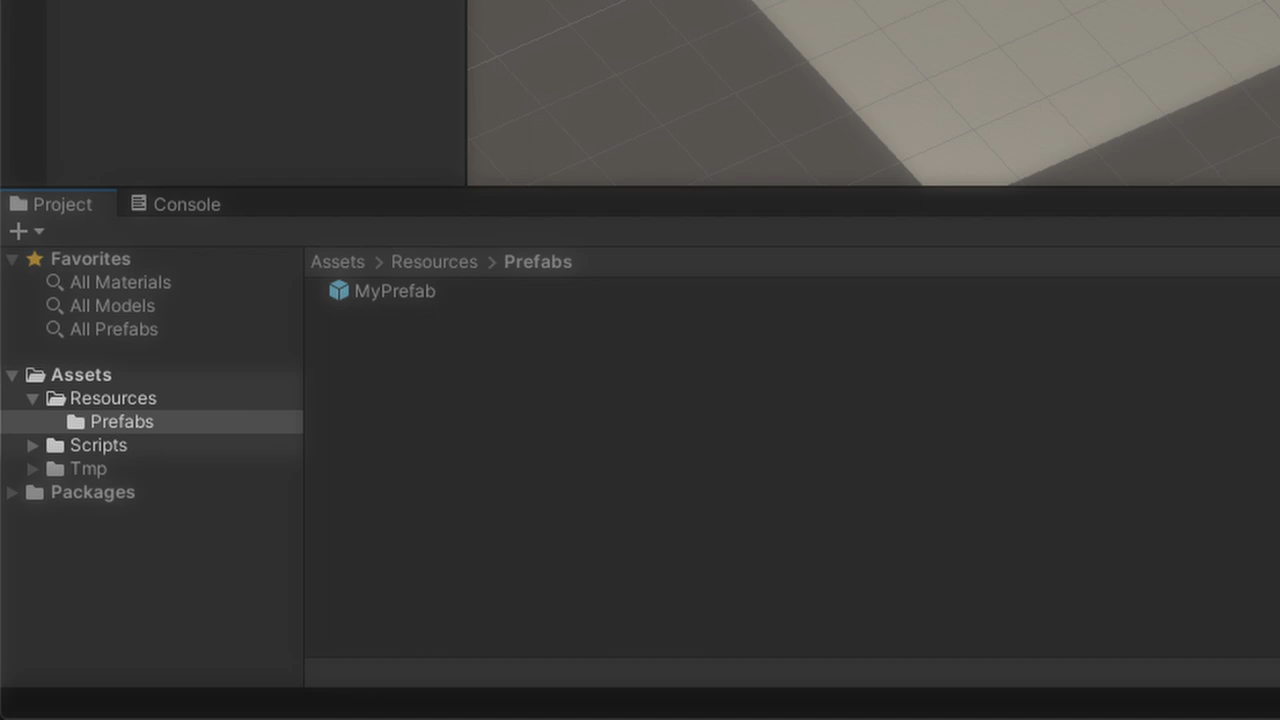 Project Console
Favorites
All Materials
All Models
All Prefabs
Assets
Resources
Prefabs
Scripts
Tmp
Packages
Assets > Resources > Prefabs
MyPrefab